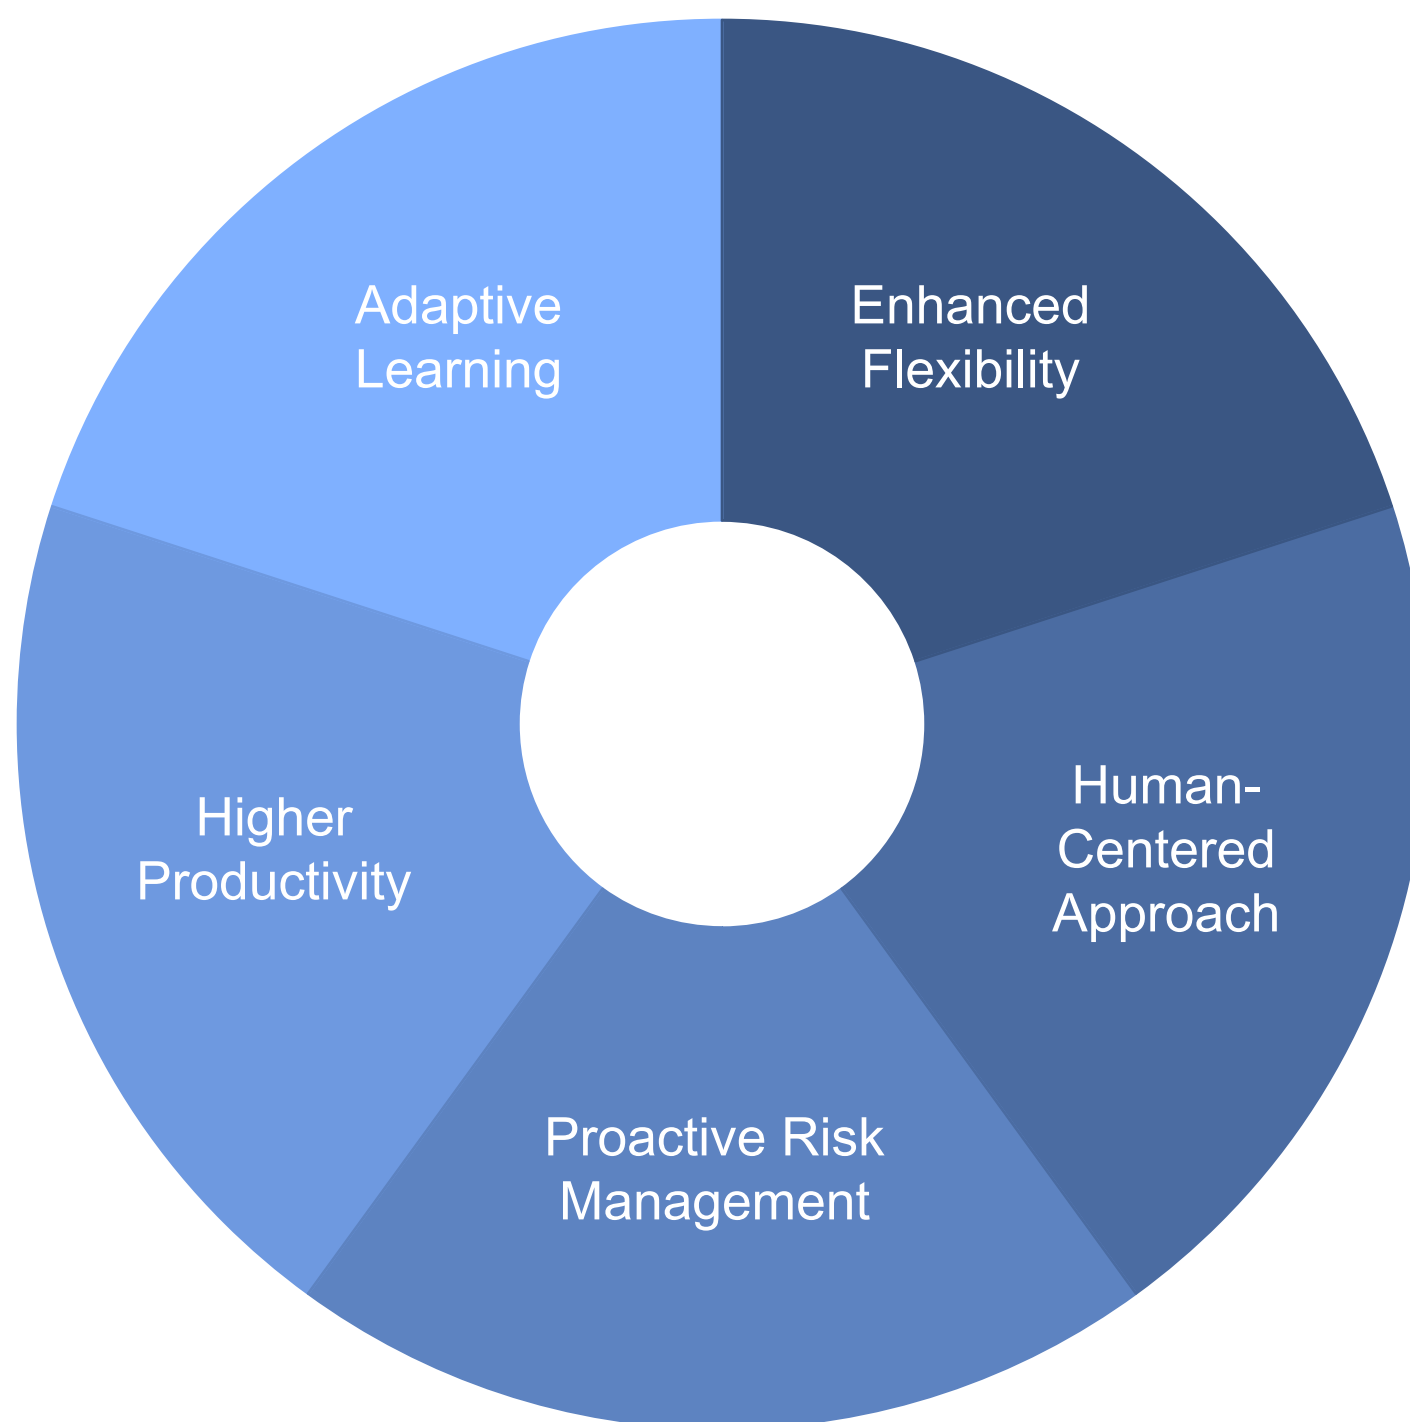 Adaptive
Learning
Enhanced
Flexibility
Human-
Centered
Approach
Higher
Productivity
Proactive Risk
Management